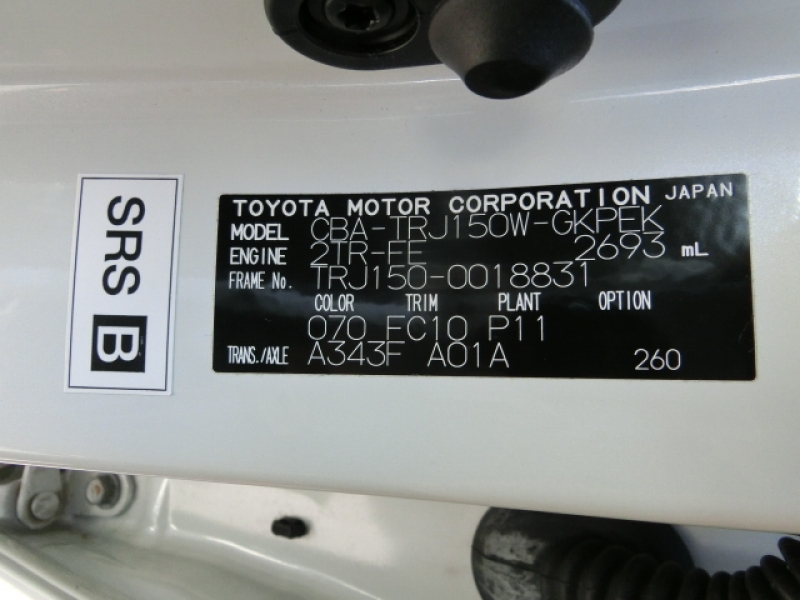 SRS B
TOYOTA MOTOR CORPORATION JAPAN
MODEL CBA-TRJ150W-GKPEK
ENGINE 2TR-FE 2693 mL
FRAME No. TRJ150-0018831
COLOR TRIM PLANT OPTION
070 FC10 P11
TRANS./AXLE A343F A01A 260